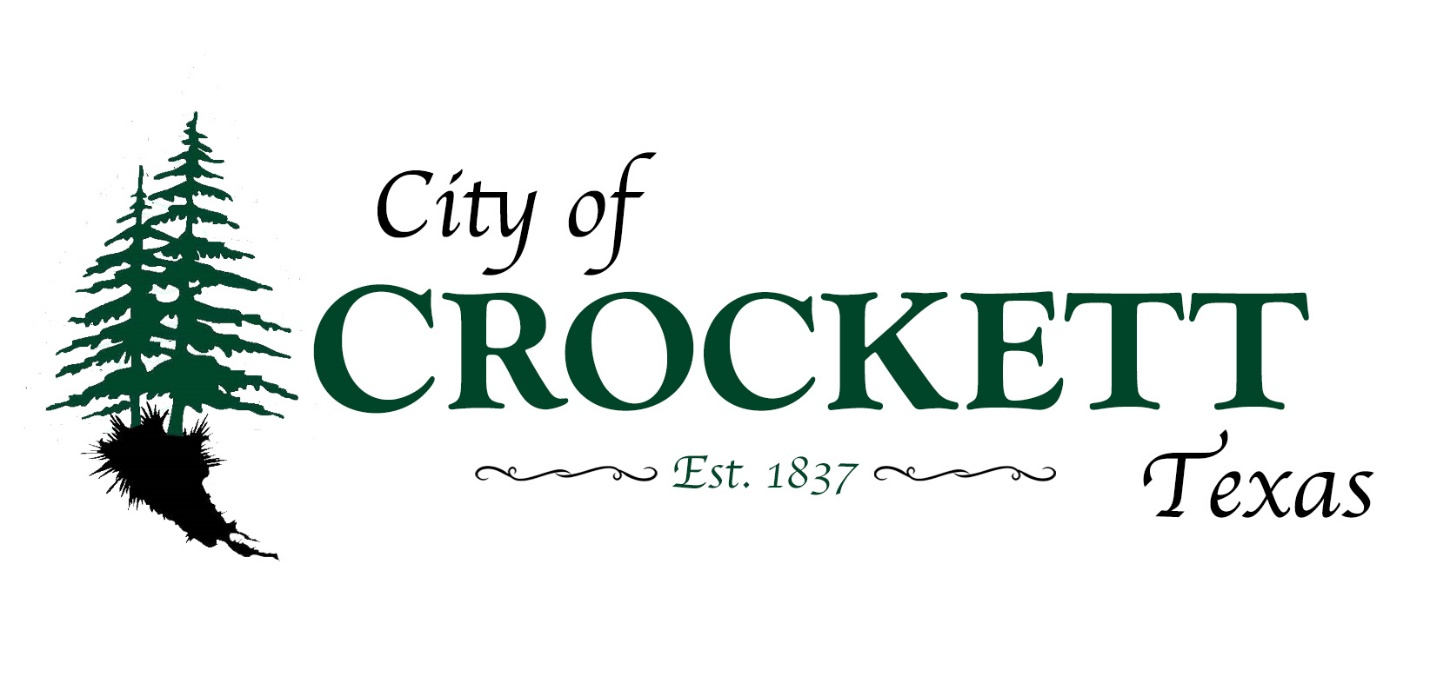 City of
CROCKETT
Est. 1837
Texas